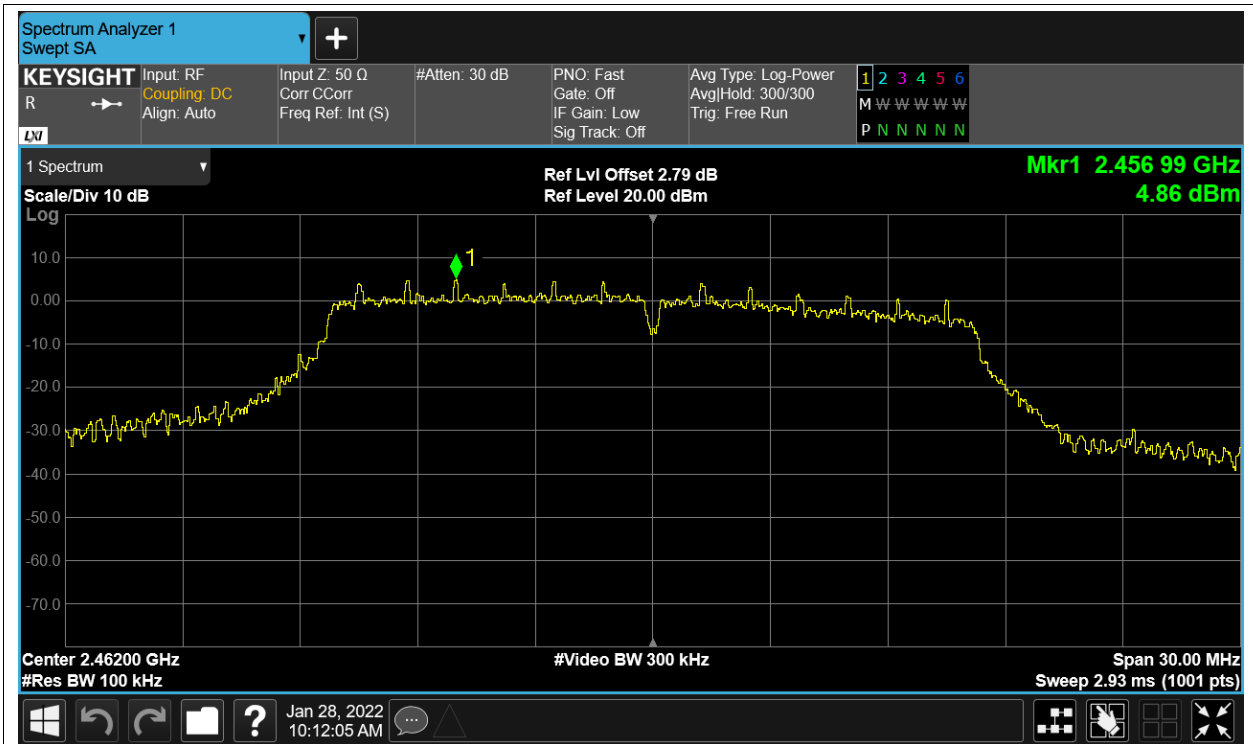 Spectrum Analyzer 1
Swept SA
KEYSIGHT
R
LXI
Input: RF
Coupling: DC
Align: Auto
Input Z: 50 Ω
Corr CCorr
Freq Ref: Int (S)
#Atten: 30 dB
PNO: Fast
Gate: Off
IF Gain: Low
Sig Track: Off
Avg Type: Log-Power
Avg|Hold: 300/300
Trig: Free Run
1 2 3 4 5 6
M W W W W W
P N N N N N
1 Spectrum
Scale/Div 10 dB
Log
Ref Lvl Offset 2.79 dB
Ref Level 20.00 dBm
Mkr1 2.456 99 GHz
4.86 dBm
1
10.0
0.00
-10.0
-20.0
-30.0
-40.0
-50.0
-60.0
-70.0
Center 2.46200 GHz
#Res BW 100 kHz
#Video BW 300 kHz
Span 30.00 MHz
Sweep 2.93 ms (1001 pts)
?
Jan 28, 2022
10:12:05 AM